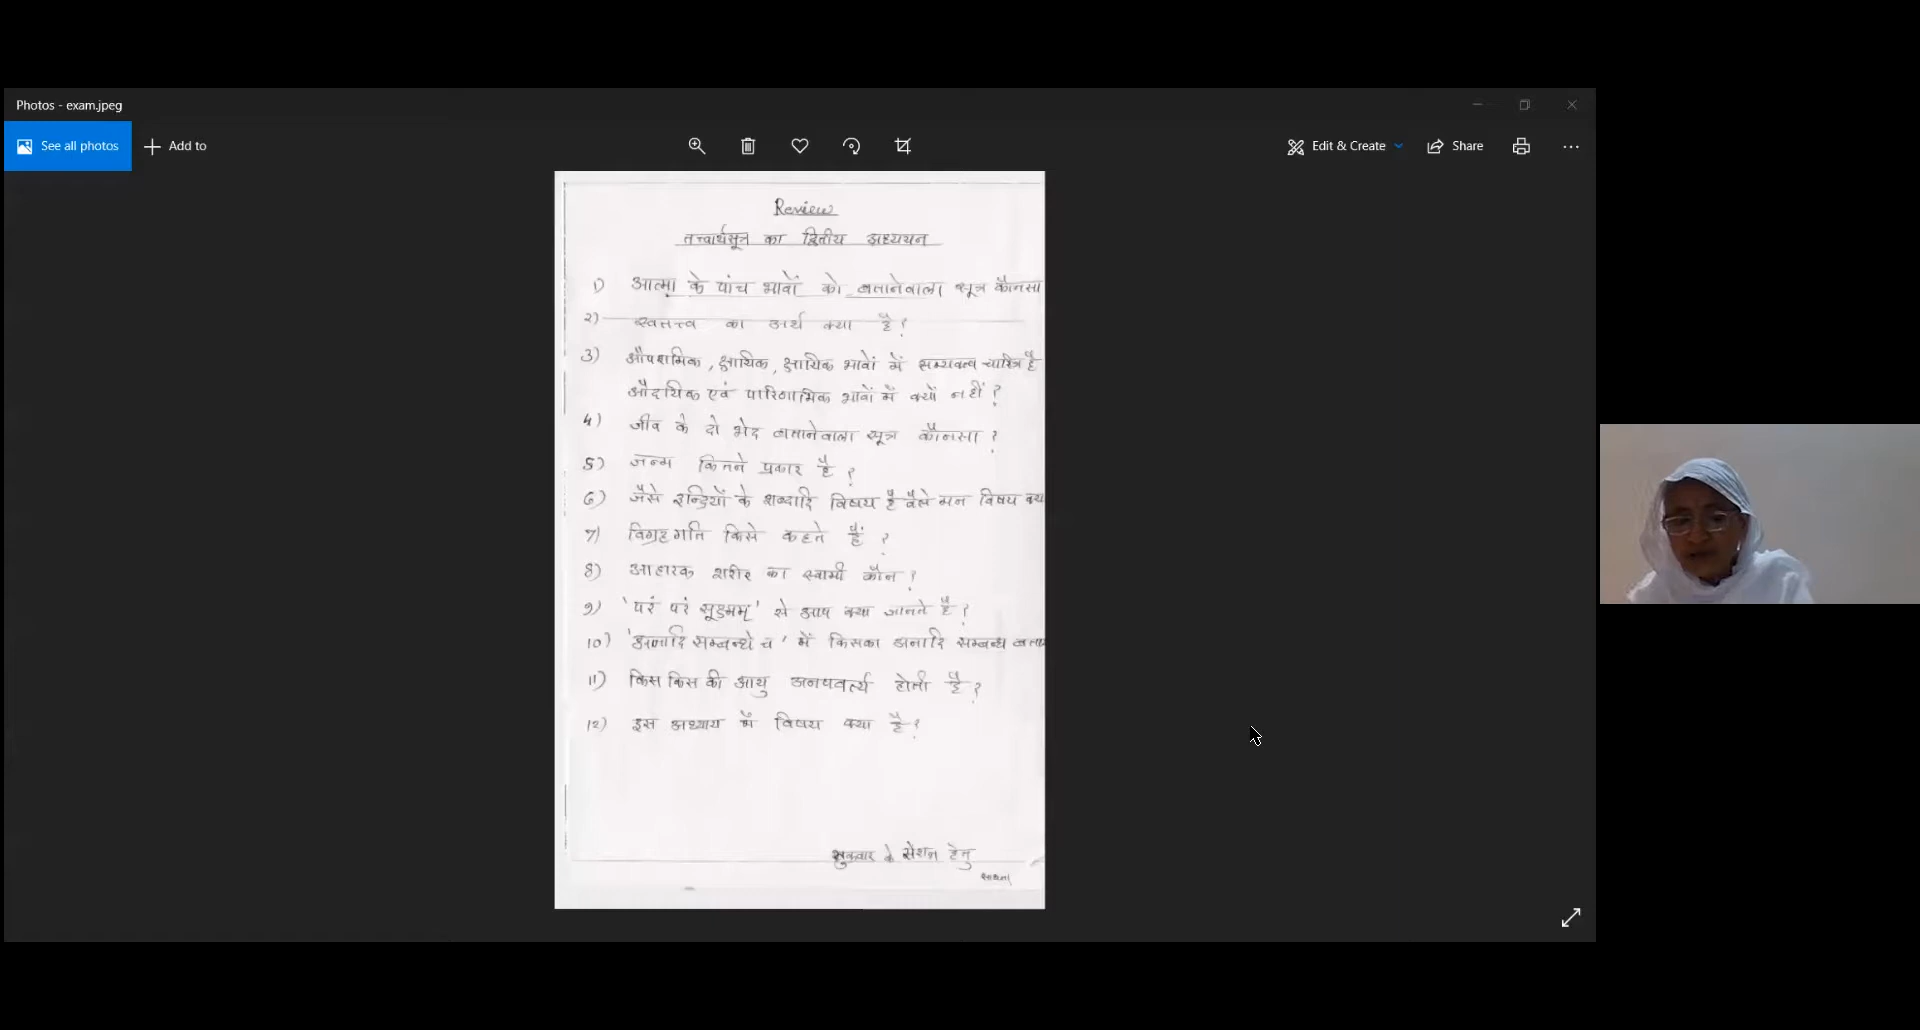 Photos - exam.jpeg
See all photos
Add to
Edit & Create
Share
Review
तत्त्वार्थसूत्र का द्वितीय अध्ययन
1) आत्मा के पांच भावों को बतानेवाला सूत्र कौनसा
2) स्वतत्त्व का अर्थ क्या है?
3) औपशमिक, क्षायिक, क्षायिक भावों में सम्यक्त्व चारित्र है
औदयिक एवं पारिणामिक भावों में क्यों नहीं?
4) जीव के दो भेद बतानेवाला सूत्र कौनसा?
5) जन्म कितने प्रकार है?
6) जैसे इन्द्रियों के शब्दादि विषय है वैसे मन विषय क्या
7) विग्रहगति किसे कहते हैं?
8) आहारक शरीर का स्वामी कौन?
9) 'परं परं सूक्ष्मम्' से आप क्या जानते है?
10) 'अनादि सम्बन्धे च' में किसका अनादि सम्बन्ध
11) किस किस की आयु अनपवर्त्य होती है?
12) इस अध्याय में विषय क्या है?
शुक्रवार के सेशन हेतु